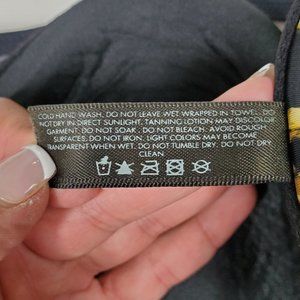 COLD HAND WASH, DO NOT LEAVE WET WRAPPED IN TOWEL. DO
NOT DRY IN DIRECT SUNLIGHT. TANNING LOTION MAY DISCOLOR
GARMENT. DO NOT SOAK. DO NOT BLEACH. AVOID ROUGH
SURFACES. DO NOT IRON. LIGHT COLORS MAY BECOME
TRANSPARENT WHEN WET. DO NOT TUMBLE DRY. DO NOT DRY
CLEAN